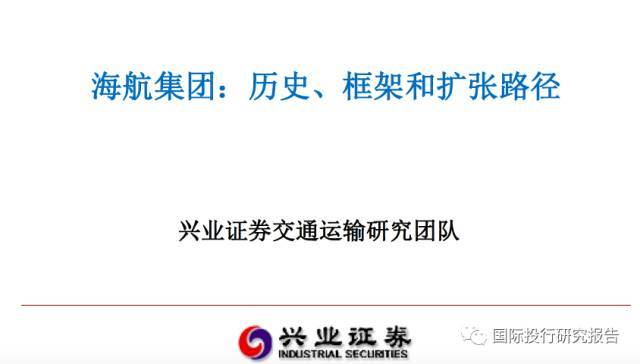 海航集团：历史、框架和扩张路径
兴业证券交通运输研究团队
兴业证券
INDUSTRIAL SECURITIES
国际投行研究报告